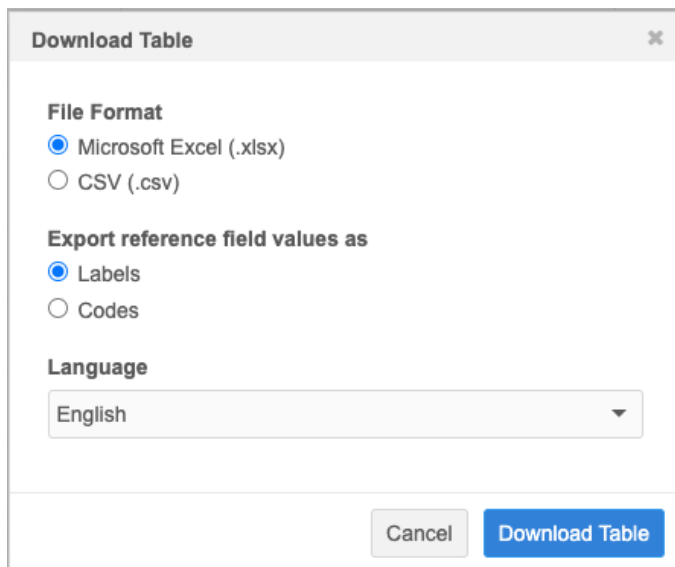 Download Table
File Format
Microsoft Excel (.xlsx)
CSV (.csv)
Export reference field values as
Labels
Codes
Language
English
Cancel
Download Table